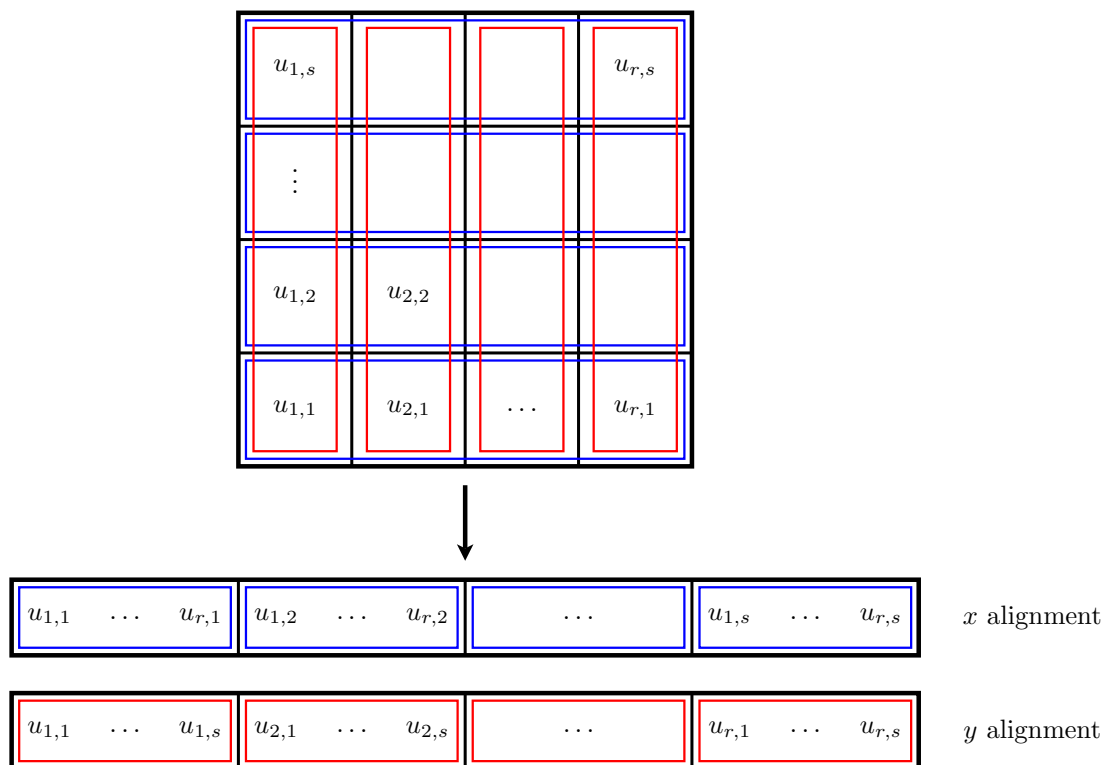 u_{1,s} u_{r,s}
⋮
u_{1,2} u_{2,2}
u_{1,1} u_{2,1} … u_{r,1}
u_{1,1} … u_{r,1} u_{1,2} … u_{r,2} … u_{1,s} … u_{r,s} x alignment
u_{1,1} … u_{1,s} u_{2,1} … u_{2,s} … u_{r,1} … u_{r,s} y alignment